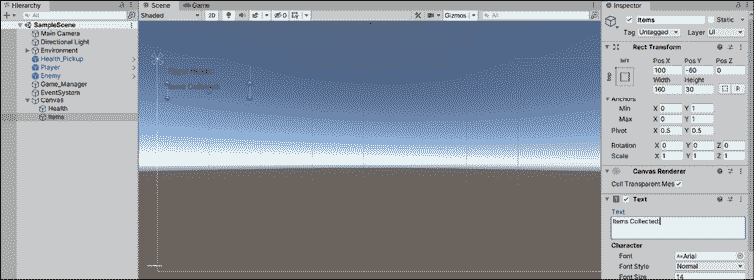 Hierarchy
All
SampleScene
Main Camera
Directional Light
Environment
Health_Pickup
Player
Enemy
Game_Manager
EventSystem
Canvas
Health
Items
Scene
Game
Shaded
2D
0
Gizmos
All
Items Collected:
Inspector
Items
Static
Tag Untagged Layer UI
Rect Transform
left
top
Pos X Pos Y Pos Z
100 -60 0
Width Height
160 30
R
Anchors
Min X 0 Y 1
Max X 0 Y 1
Pivot X 0.5 Y 0.5
Rotation X 0 Y 0 Z 0
Scale X 1 Y 1 Z 1
Canvas Renderer
Cull Transparent Mes
Text
Text
Items Collected:
Character
Font Arial
Font Style Normal
Font Size 14